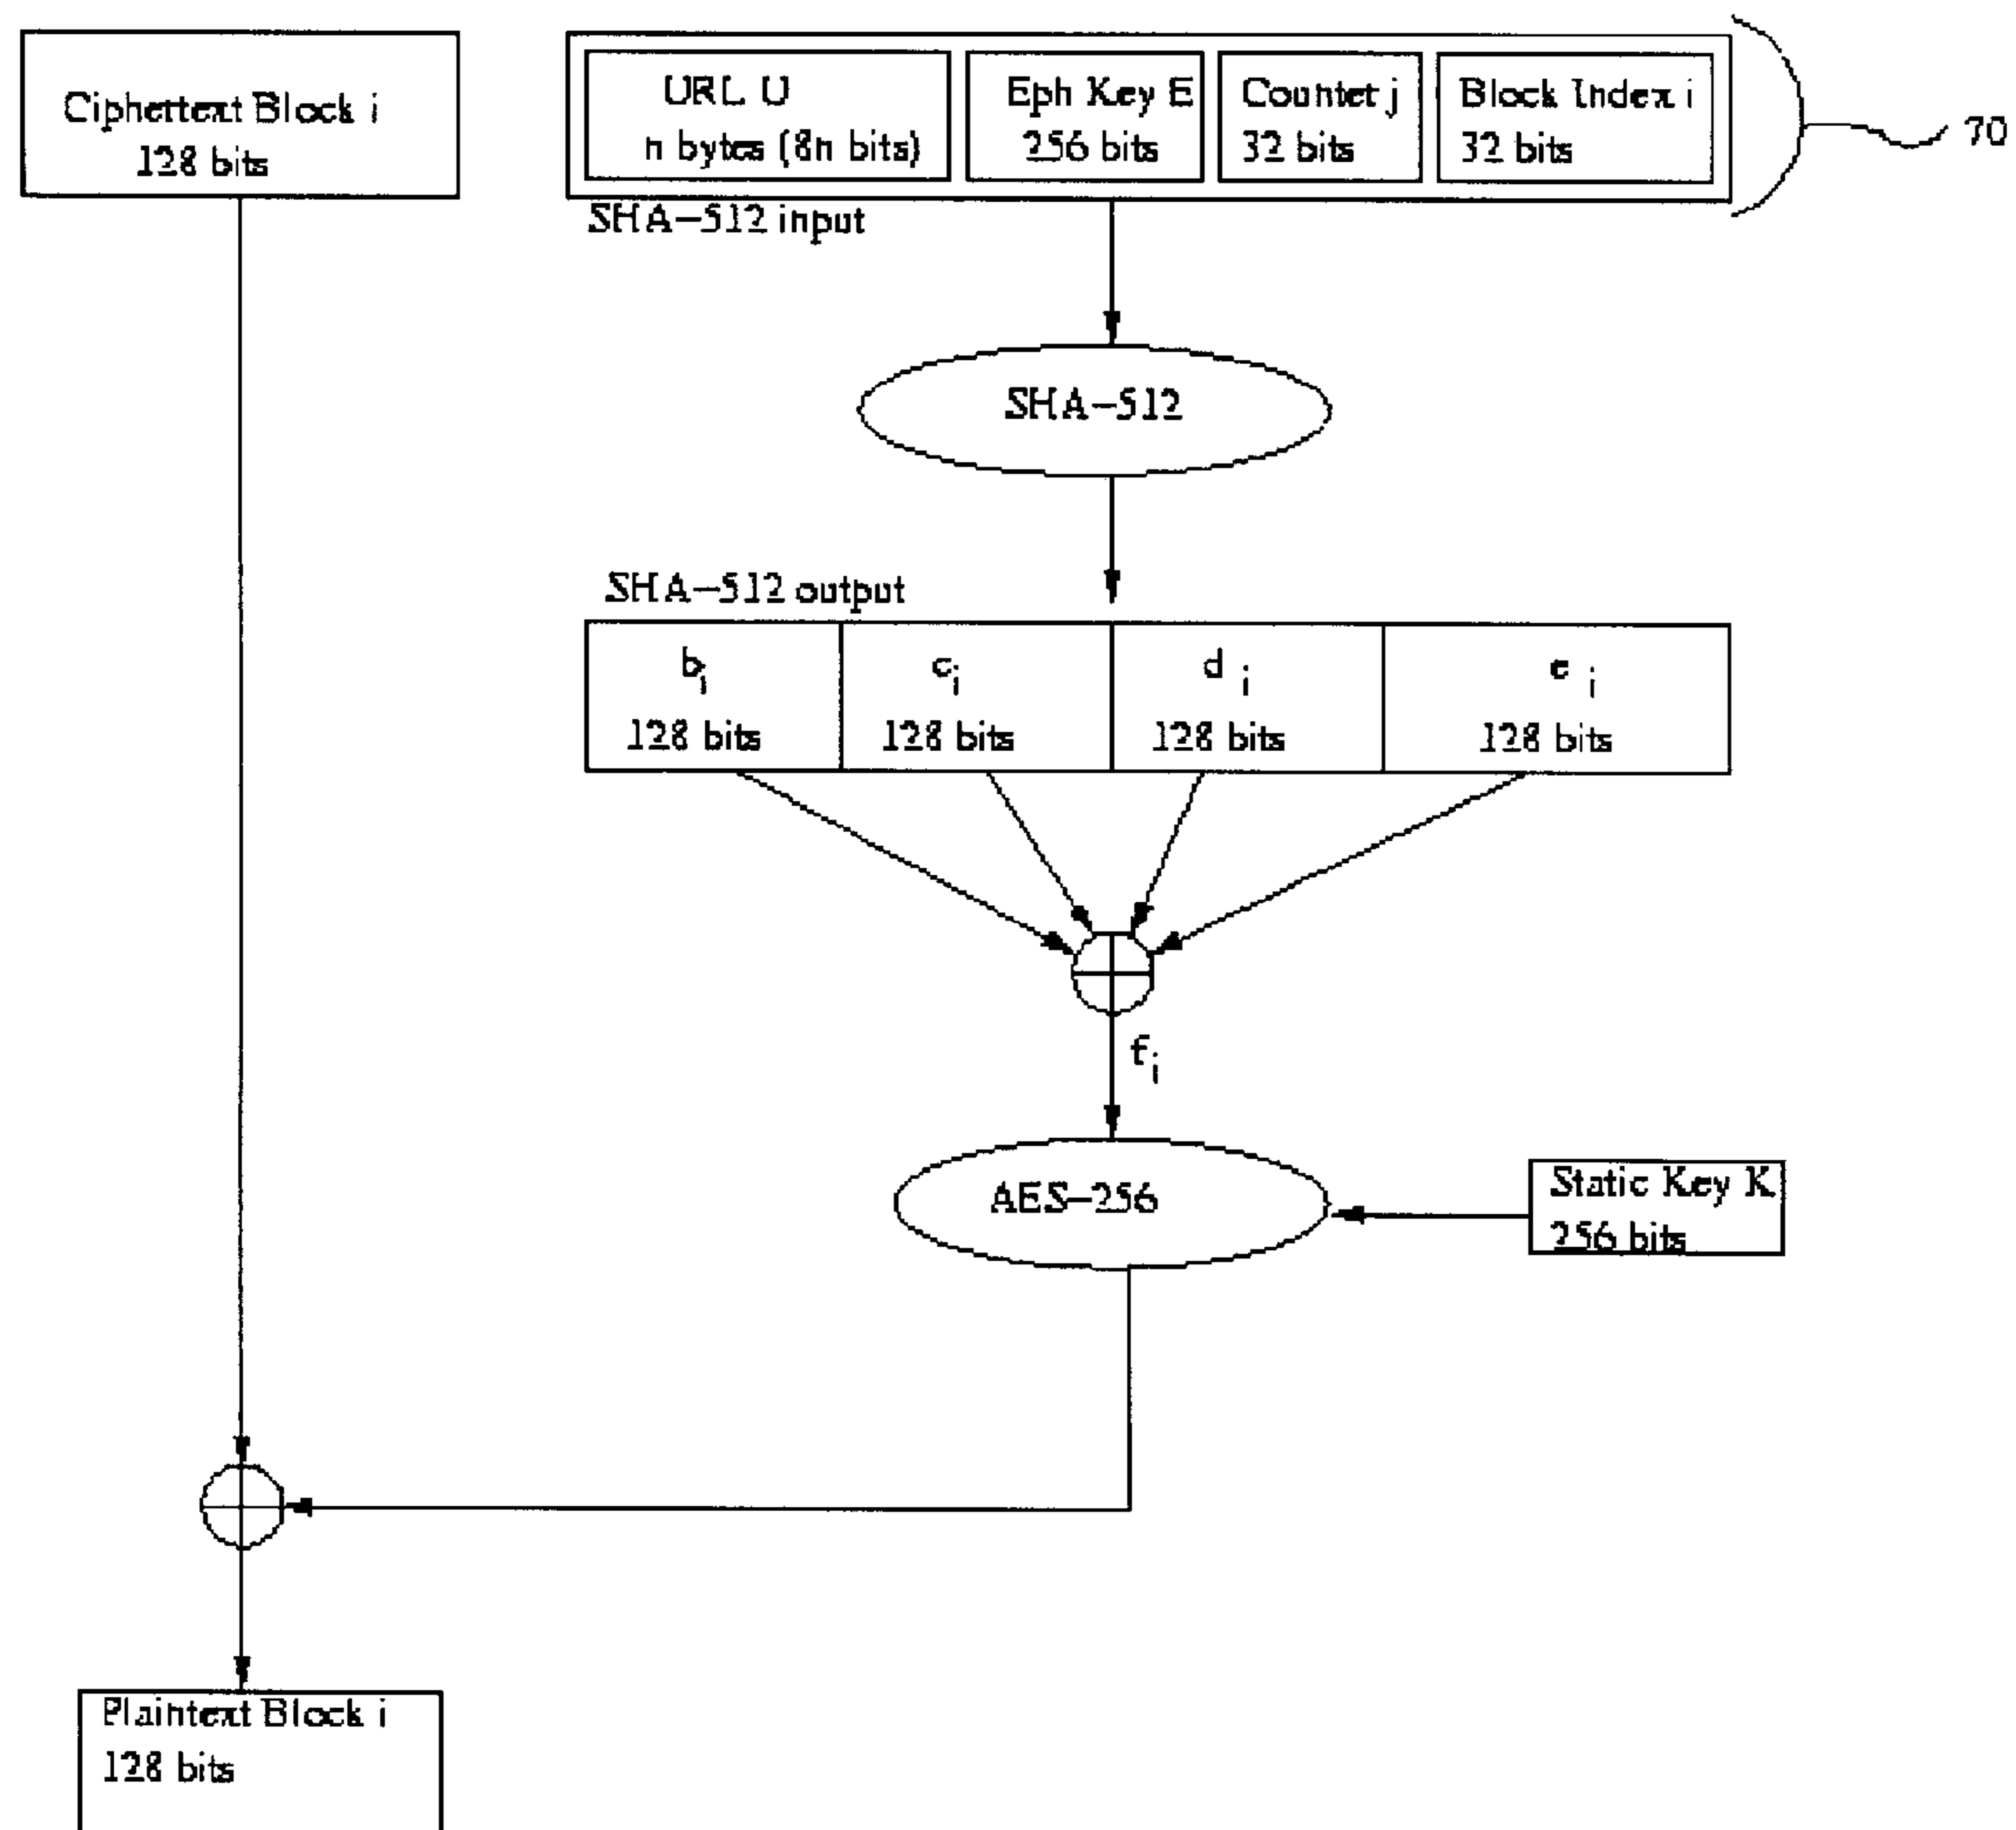 Ciphertext Block i
128 bits
URL U
n bytes (8n bits)
Eph Key E
256 bits
Counter j
32 bits
Block Index i
32 bits
70
SHA-512 input
SHA-512
SHA-512 output
b i
128 bits
c i
128 bits
d i
128 bits
e i
128 bits
f i
AES-256
Static Key K
256 bits
Plaintext Block i
128 bits